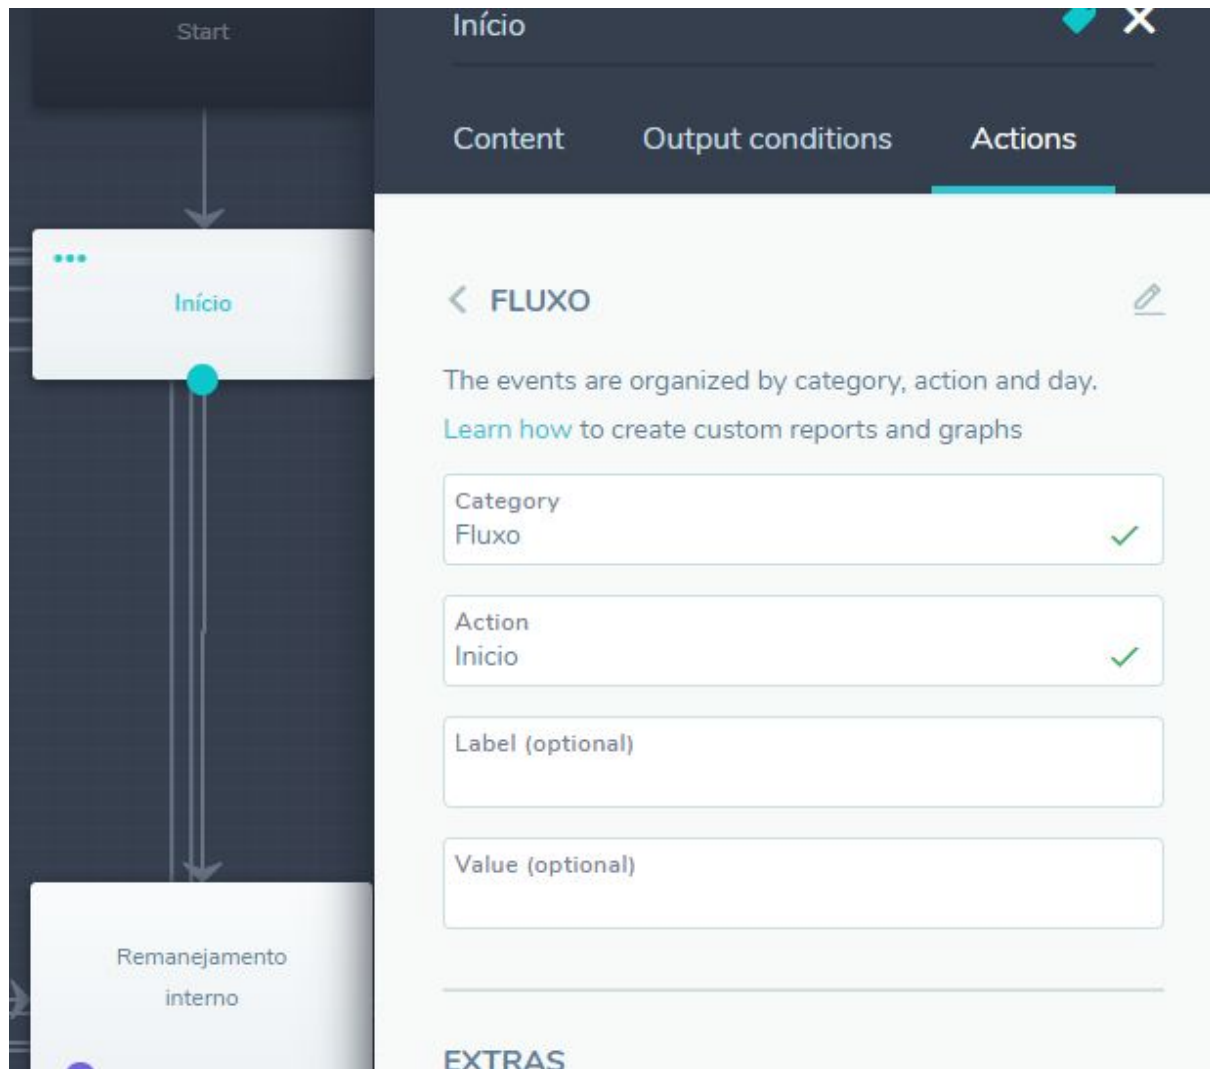 Start
Início
Remanejamento
interno
Início
Content Output conditions Actions
FLUXO
The events are organized by category, action and day.
Learn how to create custom reports and graphs
Category
Fluxo
Action
Inicio
Label (optional)
Value (optional)
EXTRAS